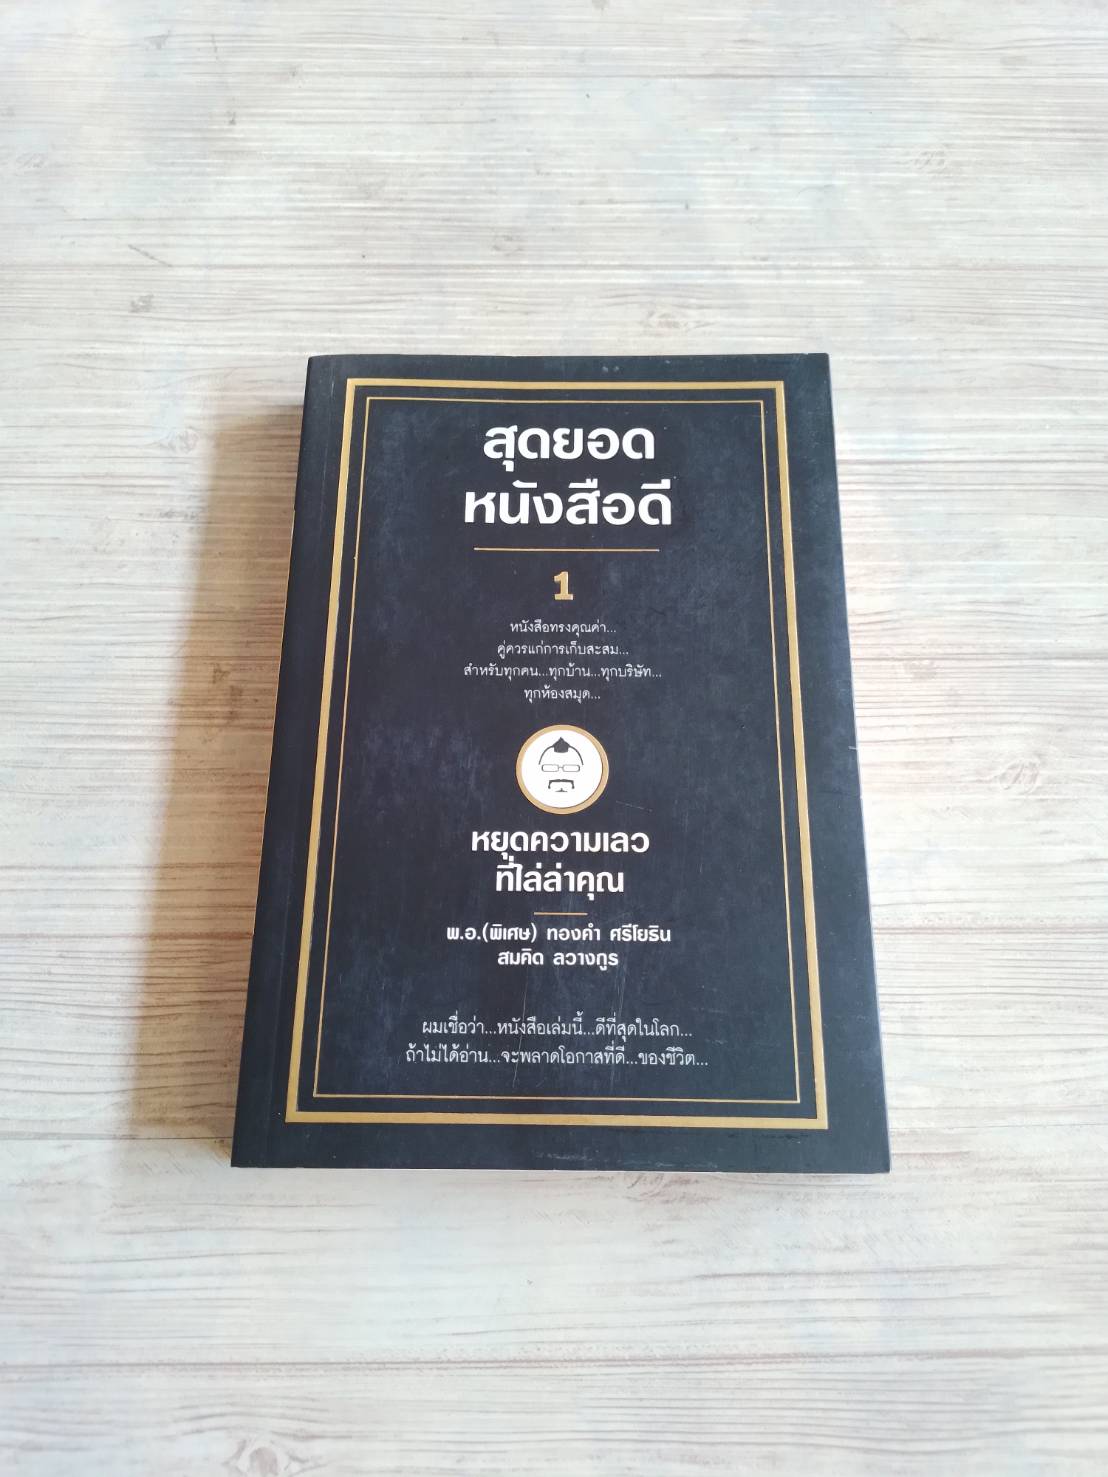 สุดยอด
หนังสือดี
1
หนังสือทรงคุณค่า...
คู่ควรแก่การเก็บสะสม...
สำหรับทุกคน...ทุกบ้าน...ทุกบริษัท...
ทุกห้องสมุด...
หยุดความเลว
ที่ไล่ล่าคุณ
พ.อ.(พิเศษ) ทองคำ ศรีโยธิน
สมคิด ลวางกูร
ผมเชื่อว่า...หนังสือเล่มนี้...ดีที่สุดในโลก...
ถ้าไม่ได้อ่าน...จะพลาดโอกาสที่ดี...ของชีวิต...